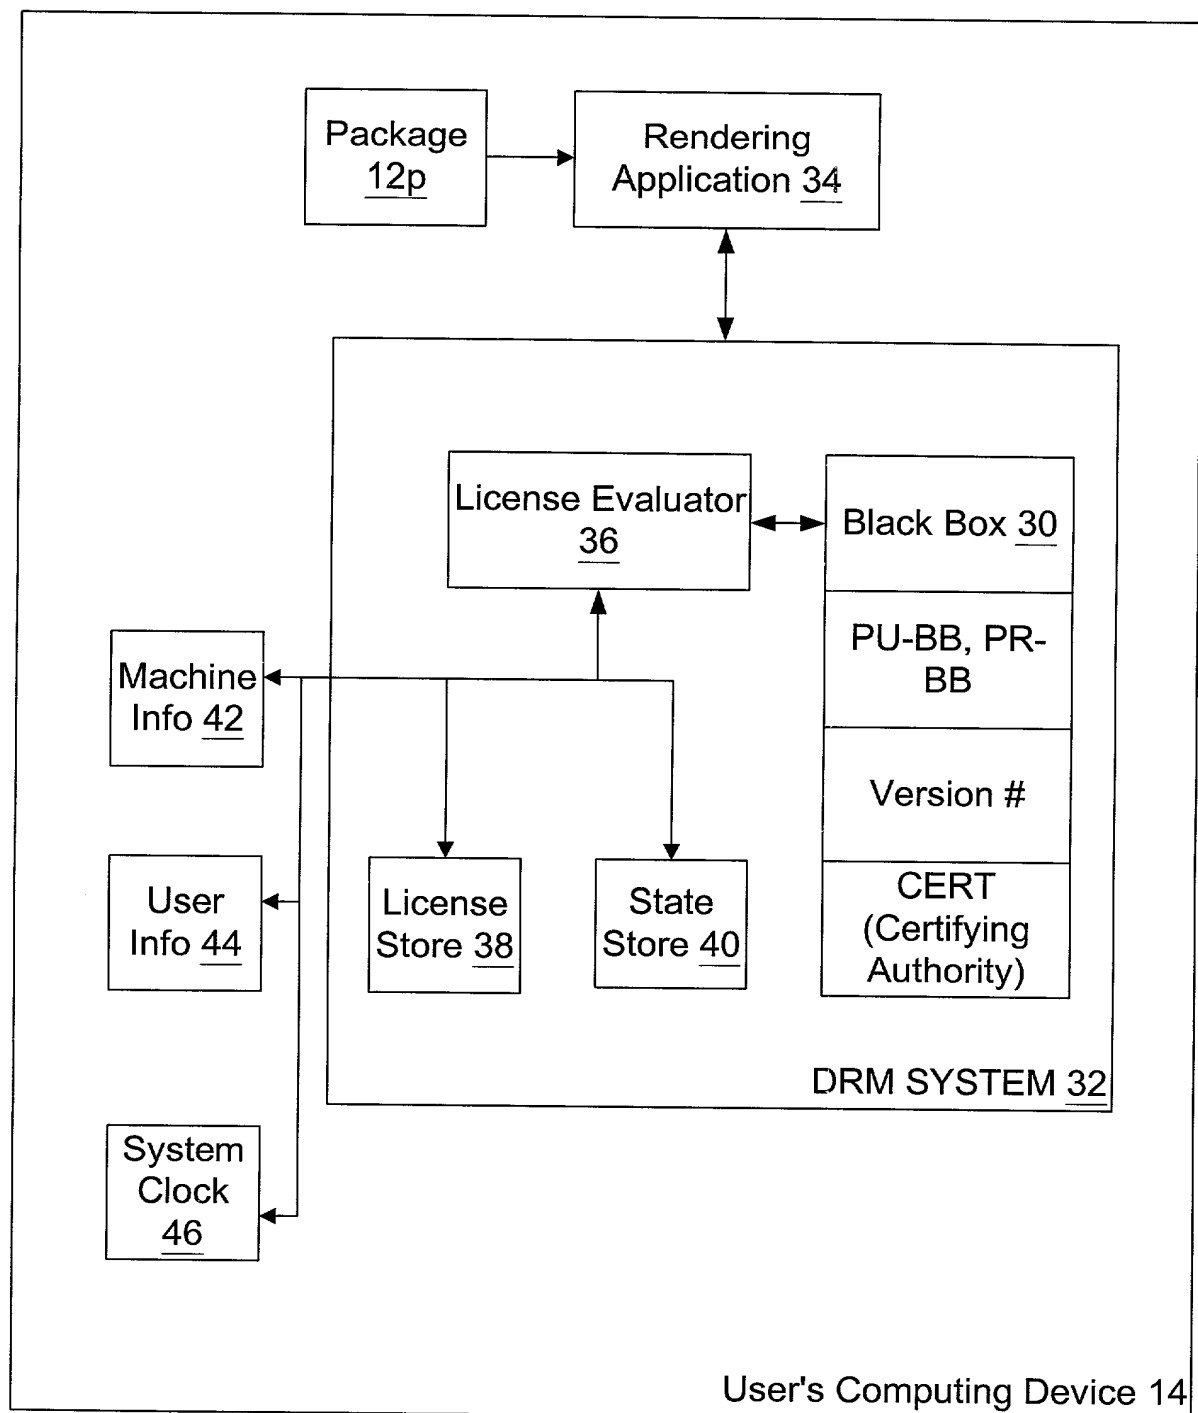 Package
12p
Rendering
Application 34
License Evaluator
36
Black Box 30
PU-BB, PR-
BB
Machine
Info 42
Version #
User
Info 44
License
Store 38
State
Store 40
CERT
(Certifying
Authority)
DRM SYSTEM 32
System
Clock
46
User's Computing Device 14